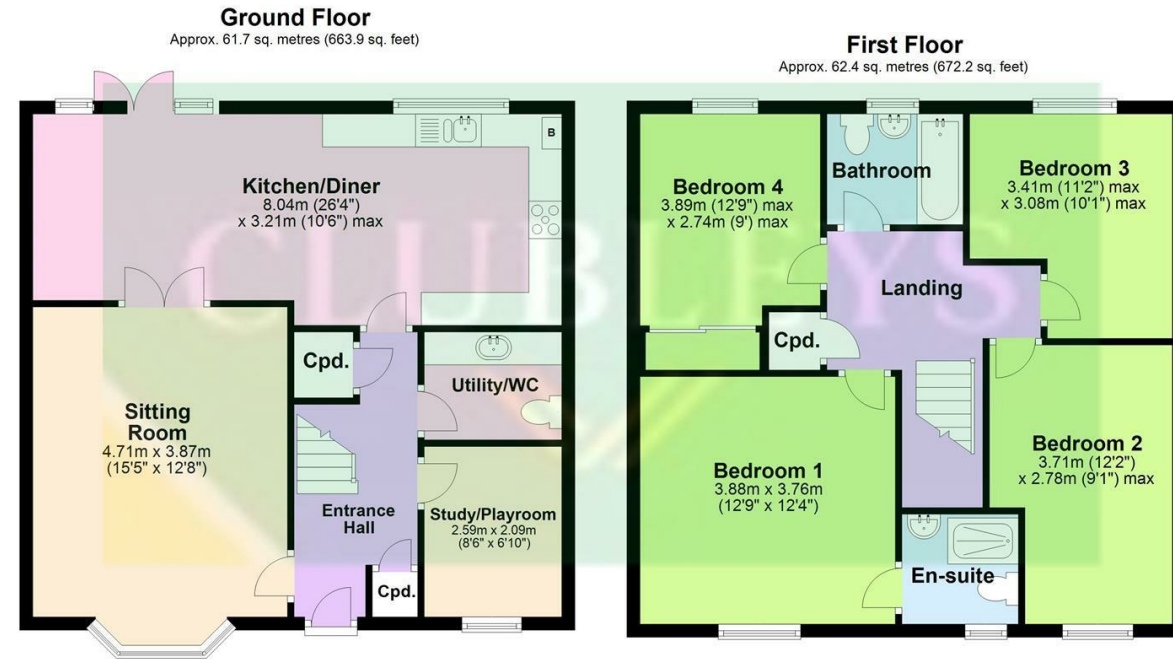 Ground Floor
Approx. 61.7 sq. metres (663.9 sq. feet)
Kitchen/Diner
8.04m (26'4")
x 3.21m (10'6") max
B
Cpd.
Utility/WC
Sitting
Room
4.71m x 3.87m
(15'5" x 12'8")
Entrance
Hall
Study/Playroom
2.59m x 2.09m
(8'6" x 6'10")
Cpd.
First Floor
Approx. 62.4 sq. metres (672.2 sq. feet)
Bedroom 4
3.89m (12'9") max
x 2.74m (9') max
Bathroom
Bedroom 3
3.41m (11'2") max
x 3.08m (10'1") max
Landing
Cpd.
Bedroom 1
3.88m x 3.76m
(12'9" x 12'4")
Bedroom 2
3.71m (12'2")
x 2.78m (9'1") max
En-suite
CLUBLEYS